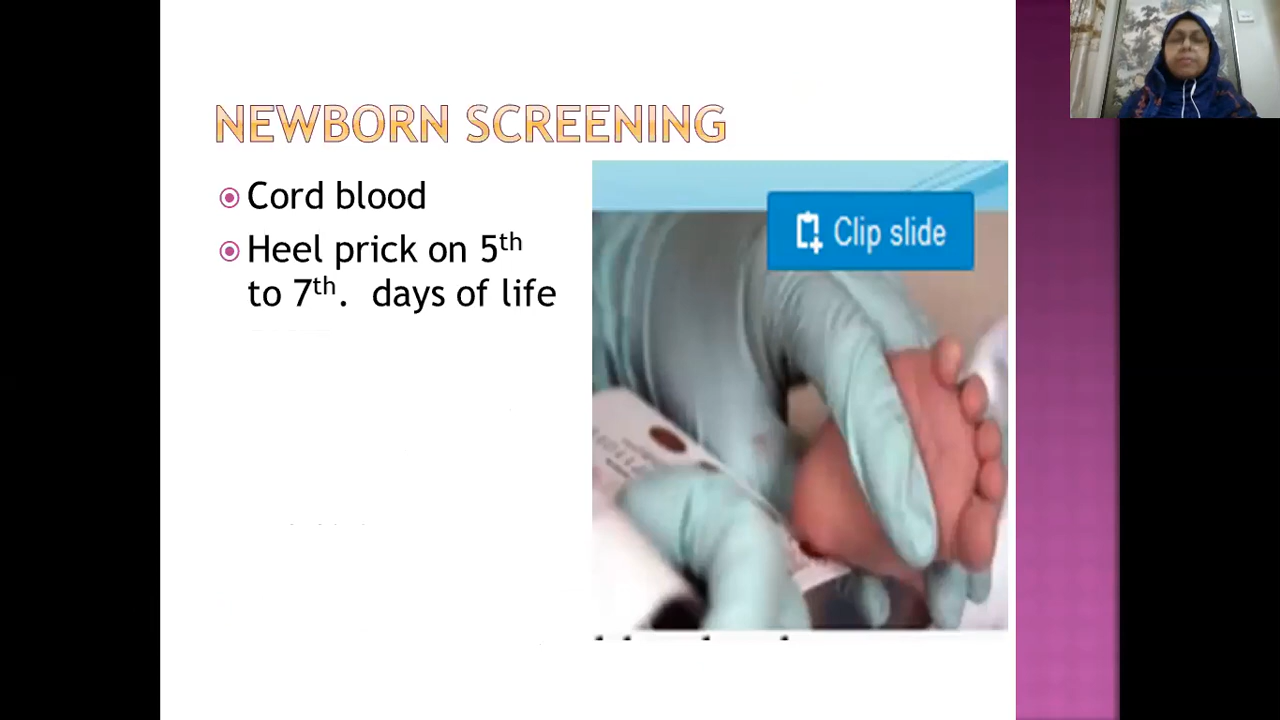 NEWBORN SCREENING
Cord blood
Heel prick on 5th
to 7th. days of life
Clip slide